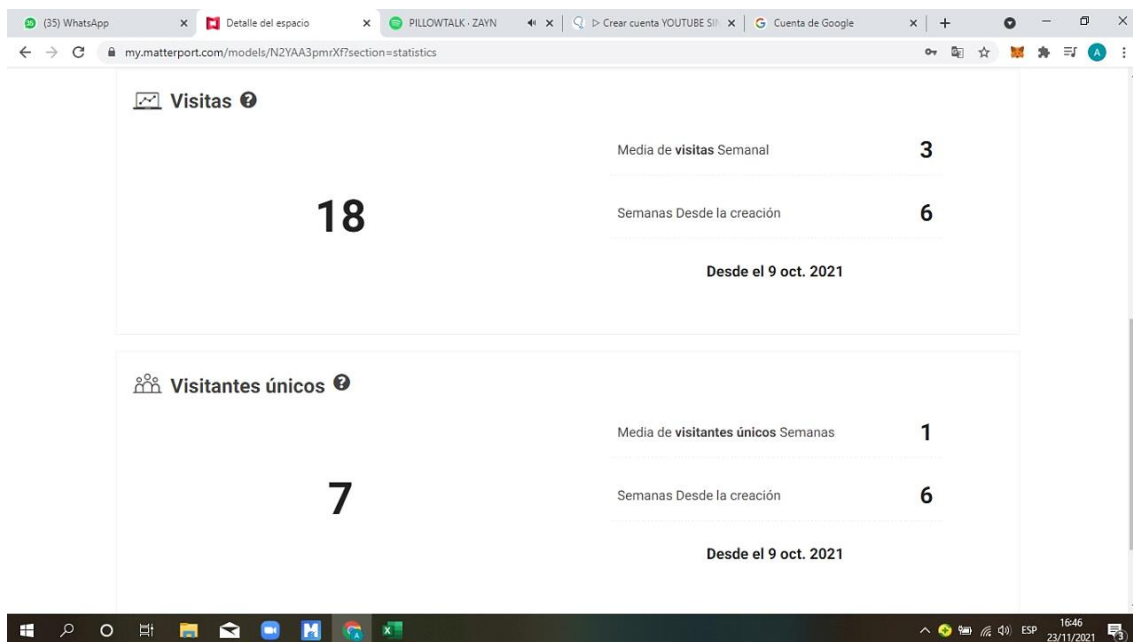 (35) WhatsApp
Detalle del espacio
PILLOWTALK · ZAYN
Crear cuenta YOUTUBE SIN
Cuenta de Google
my.matterport.com/models/N2YAA3pmrXf?section=statistics
A
Visitas ?
18
Media de visitas Semanal 3
Semanas Desde la creación 6
Desde el 9 oct. 2021
Visitantes únicos ?
7
Media de visitantes únicos Semanas 1
Semanas Desde la creación 6
Desde el 9 oct. 2021
ESP
16:46
23/11/2021